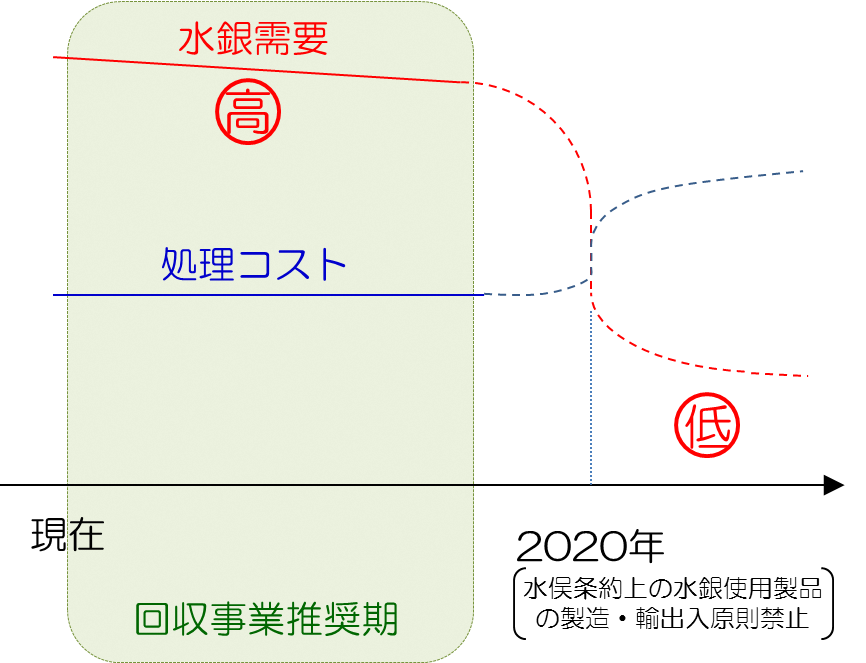 水銀需要
高
処理コスト
低
現在
2020年
水俣条約上の水銀使用製品
の製造・輸出入原則禁止
回収事業推奨期